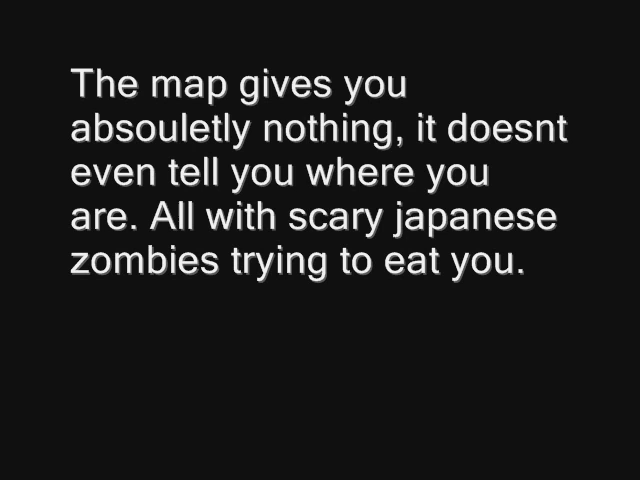 The map gives you
absouletly nothing, it doesnt
even tell you where you
are. All with scary japanese
zombies trying to eat you.